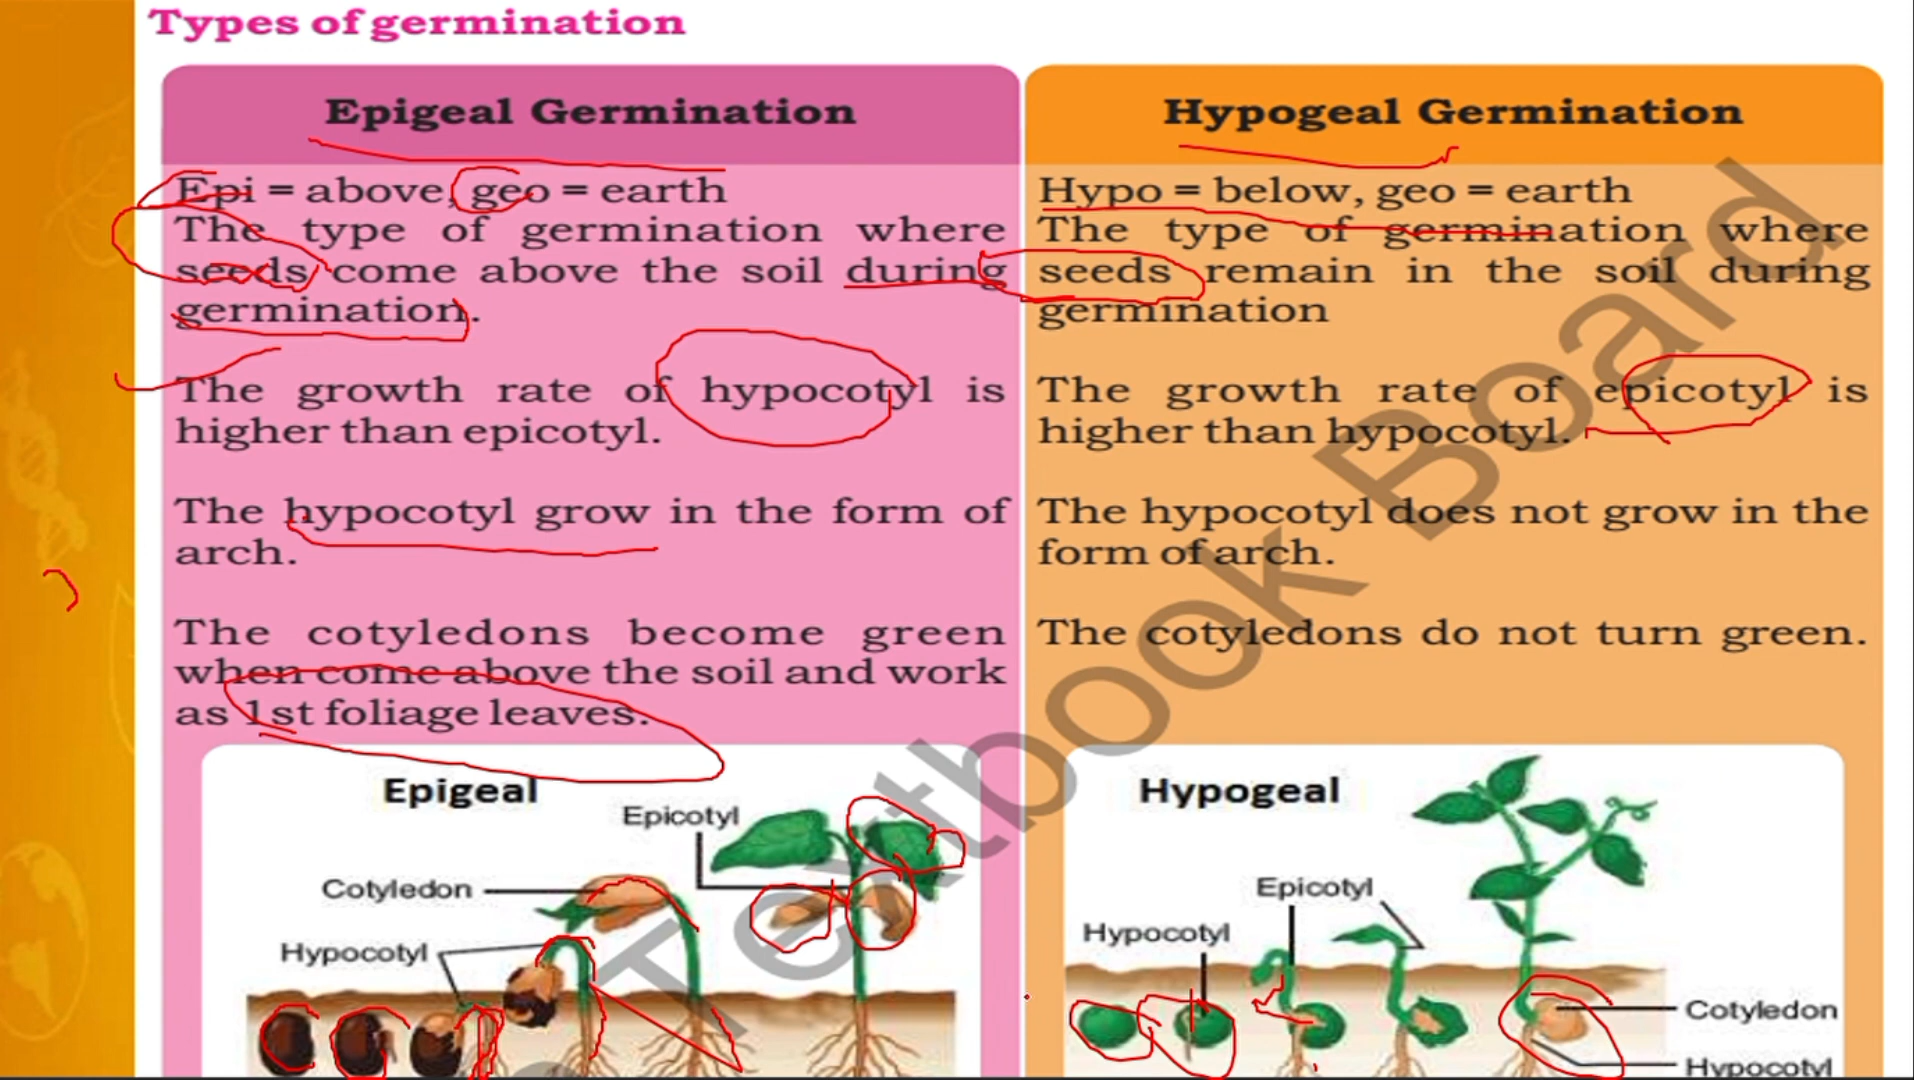 Types of germination
Epigeal Germination
Epi = above, geo = earth
The type of germination where
seeds come above the soil during
germination.
The growth rate of hypocotyl is
higher than epicotyl.
The hypocotyl grow in the form of
arch.
The cotyledons become green
when come above the soil and work
as 1st foliage leaves.
Epigeal
Epicotyl
Cotyledon
Hypocotyl
Hypogeal Germination
Hypo = below, geo = earth
The type of germination where
seeds remain in the soil during
germination
The growth rate of epicotyl is
higher than hypocotyl.
The hypocotyl does not grow in the
form of arch.
The cotyledons do not turn green.
Hypogeal
Epicotyl
Hypocotyl
Cotyledon
Hypocotyl
Textbook Board